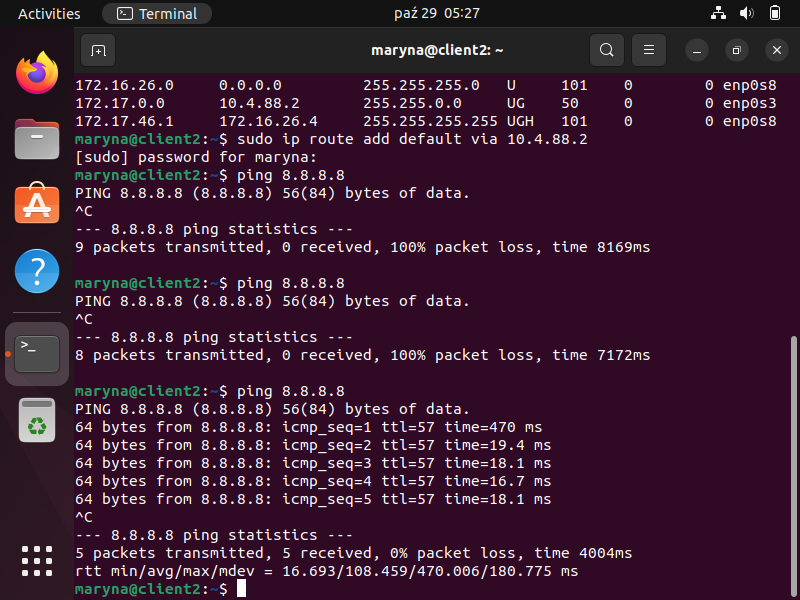 Activities
Terminal
paź 29 05:27
maryna@client2: ~
172.16.26.0 0.0.0.0 255.255.255.0 U 101 0 0 enp0s8
172.17.0.0 10.4.88.2 255.255.0.0 UG 50 0 0 enp0s3
172.17.46.1 172.16.26.4 255.255.255.255 UGH 101 0 0 enp0s8
maryna@client2:~$ sudo ip route add default via 10.4.88.2
[sudo] password for maryna:
maryna@client2:~$ ping 8.8.8.8
PING 8.8.8.8 (8.8.8.8) 56(84) bytes of data.
^C
--- 8.8.8.8 ping statistics ---
9 packets transmitted, 0 received, 100% packet loss, time 8169ms
maryna@client2:~$ ping 8.8.8.8
PING 8.8.8.8 (8.8.8.8) 56(84) bytes of data.
^C
--- 8.8.8.8 ping statistics ---
8 packets transmitted, 0 received, 100% packet loss, time 7172ms
maryna@client2:~$ ping 8.8.8.8
PING 8.8.8.8 (8.8.8.8) 56(84) bytes of data.
64 bytes from 8.8.8.8: icmp_seq=1 ttl=57 time=470 ms
64 bytes from 8.8.8.8: icmp_seq=2 ttl=57 time=19.4 ms
64 bytes from 8.8.8.8: icmp_seq=3 ttl=57 time=18.1 ms
64 bytes from 8.8.8.8: icmp_seq=4 ttl=57 time=16.7 ms
64 bytes from 8.8.8.8: icmp_seq=5 ttl=57 time=18.1 ms
^C
--- 8.8.8.8 ping statistics ---
5 packets transmitted, 5 received, 0% packet loss, time 4004ms
rtt min/avg/max/mdev = 16.693/108.459/470.006/180.775 ms
maryna@client2:~$